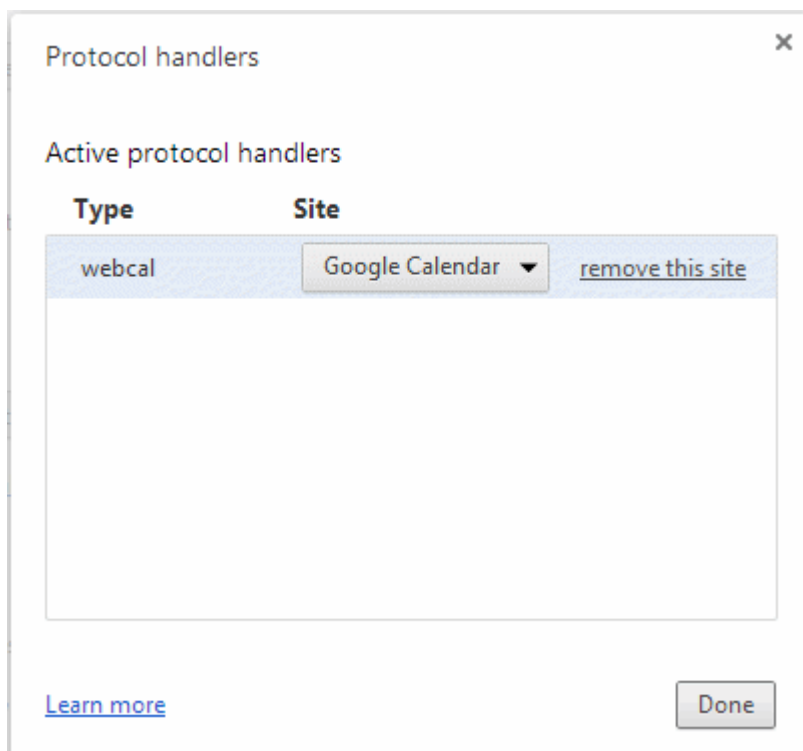 Protocol handlers
Active protocol handlers
Type Site
webcal Google Calendar remove this site
Learn more Done